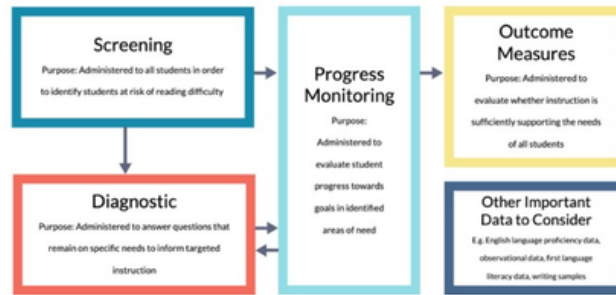 Screening
Purpose: Administered to all students in order
to identify students at risk of reading difficulty
Diagnostic
Purpose: Administered to answer questions that
remain on specific needs to inform targeted
instruction
Progress
Monitoring
Purpose:
Administered to
evaluate student
progress towards
goals in identified
areas of need
Outcome
Measures
Purpose: Administered to
evaluate whether instruction is
sufficiently supporting the needs
of all students
Other Important
Data to Consider
E.g. English language proficiency data,
observational data, first language
literacy data, writing samples